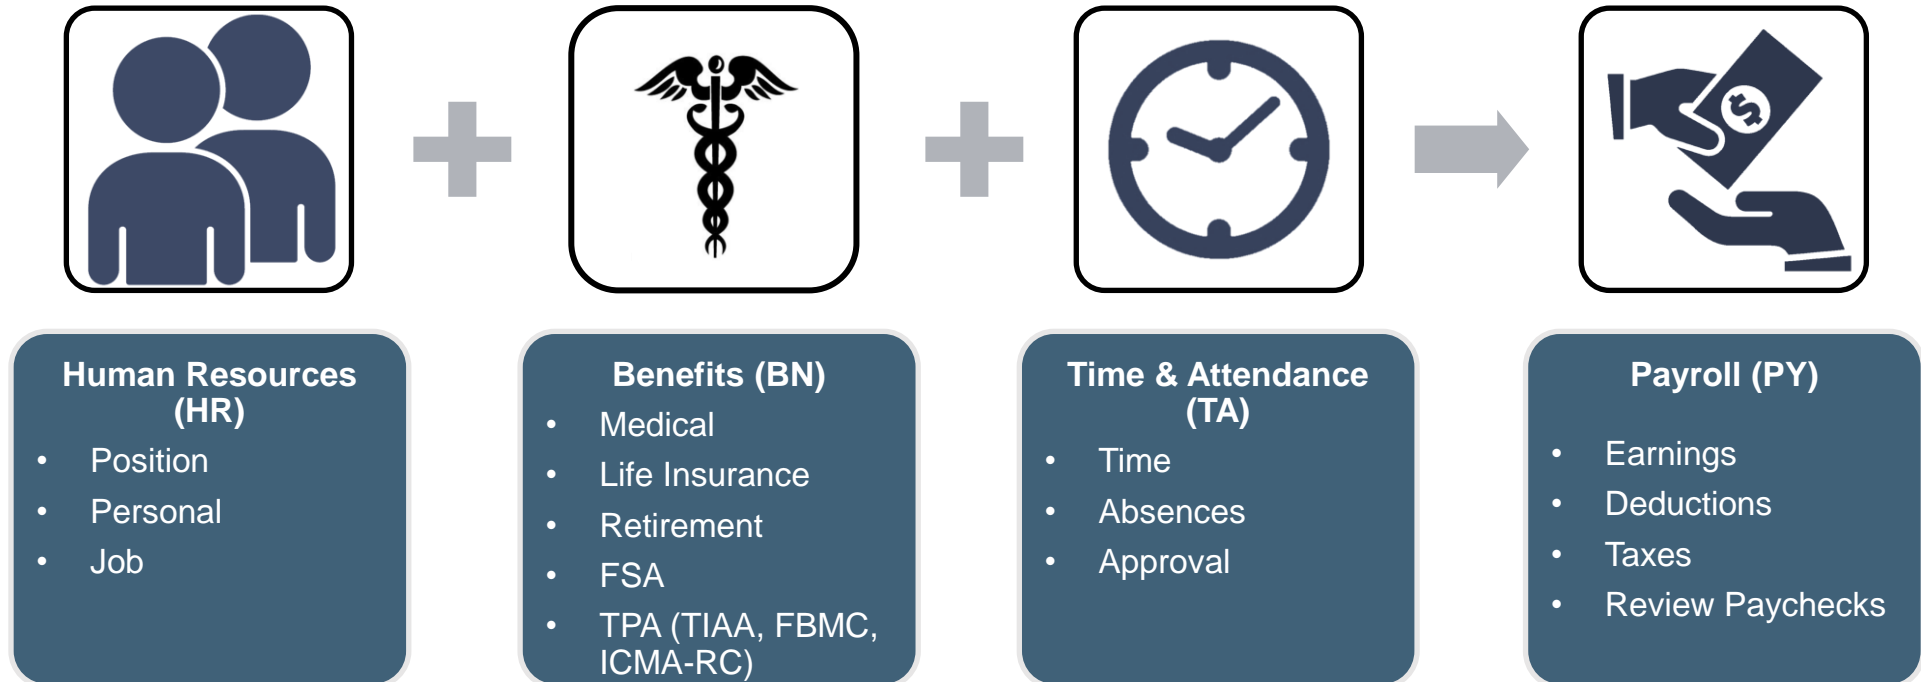 $
Human Resources
(HR)
• Position
• Personal
• Job
Benefits (BN)
• Medical
• Life Insurance
• Retirement
• FSA
• TPA (TIAA, FBMC,
ICMA-RC)
Time & Attendance
(TA)
• Time
• Absences
• Approval
Payroll (PY)
• Earnings
• Deductions
• Taxes
• Review Paychecks